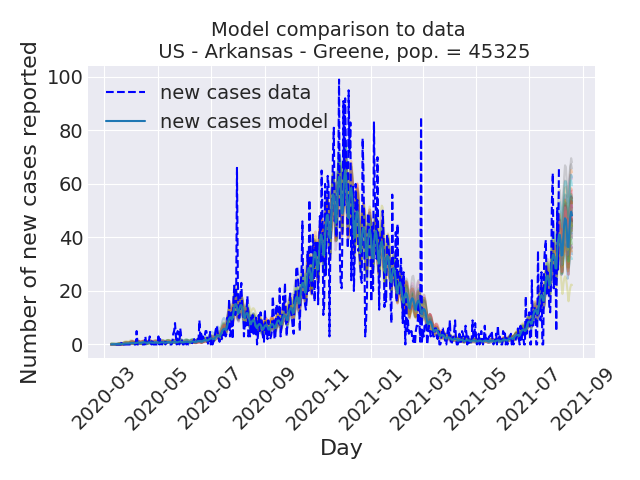 Model comparison to data
US - Arkansas - Greene, pop. = 45325
Number of new cases reported
100
80
60
40
20
0
new cases data
new cases model
2020-03
2020-05
2020-07
2020-09
2020-11
2021-01
2021-03
2021-05
2021-07
2021-09
Day